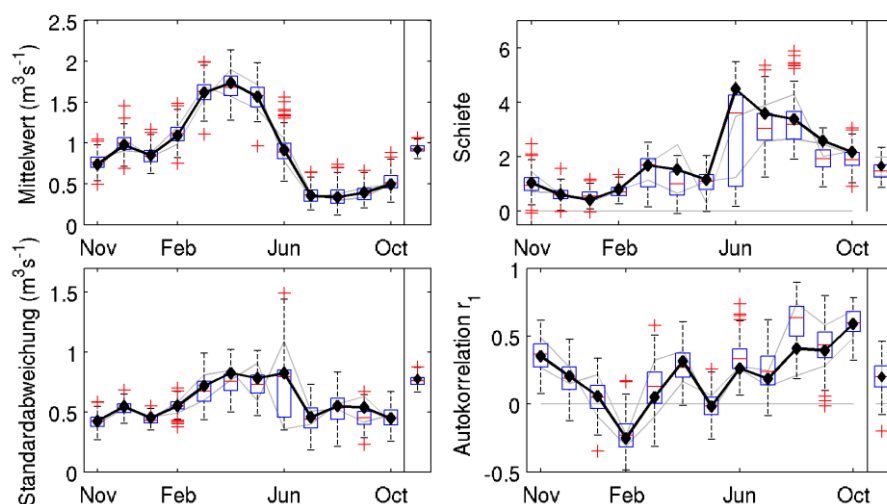 Mittelwert (m³s⁻¹)
2.5
2
1.5
1
0.5
0
Nov
Feb
Jun
Oct
Schiefe
6
4
2
0
Nov
Feb
Jun
Oct
Standardabweichung (m³s⁻¹)
1.5
1
0.5
0
Nov
Feb
Jun
Oct
Autokorrelation r₁
1
0.5
0
-0.5
Nov
Feb
Jun
Oct